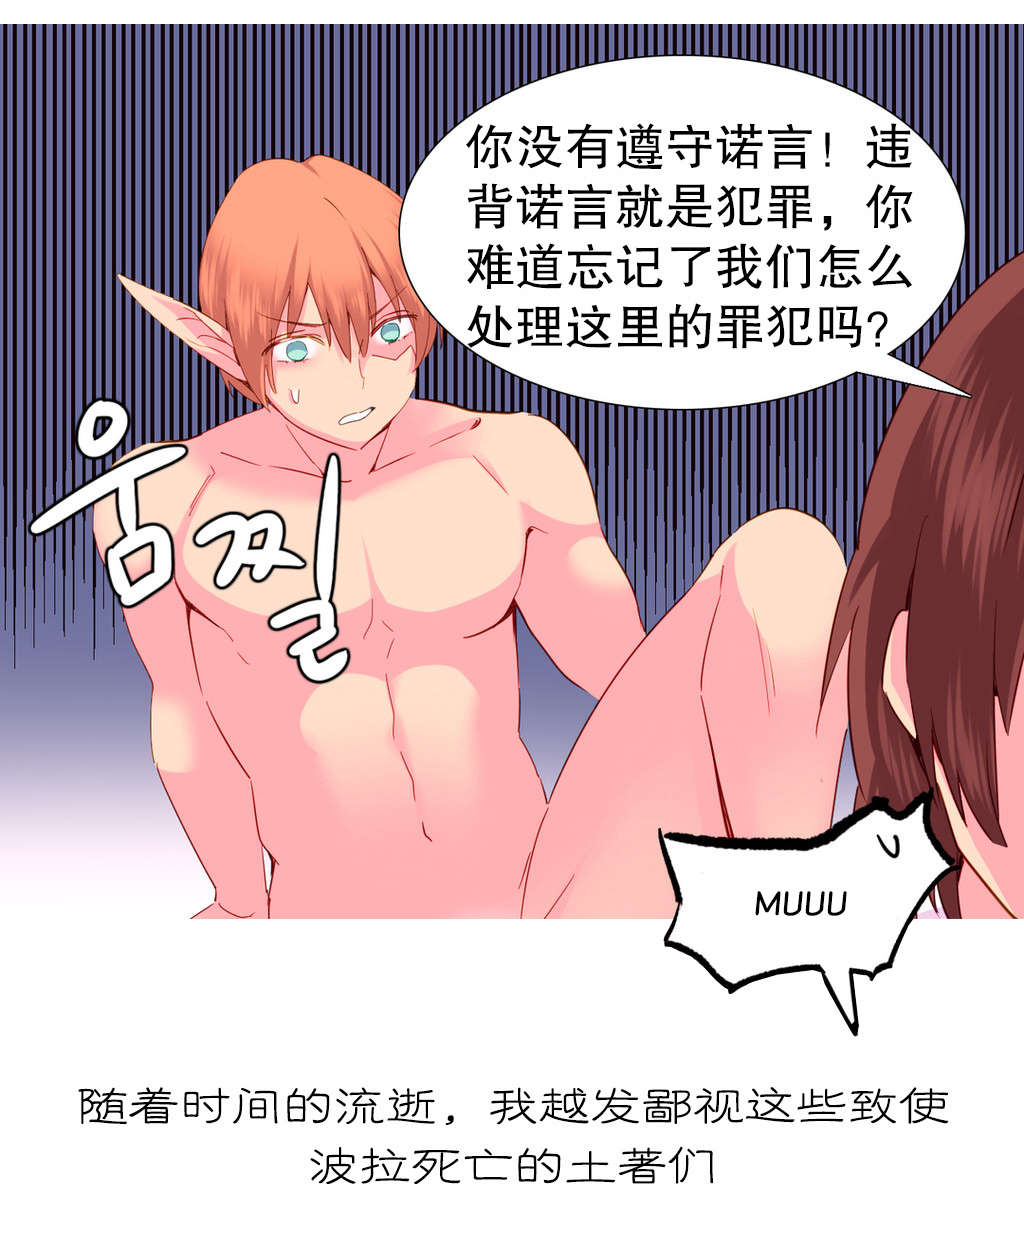 你没有遵守诺言！违
背诺言就是犯罪，你
难道忘记了我们怎么
处理这里的罪犯吗？
움찔
MUUU
随着时间的流逝，我越发鄙视这些致使
波拉死亡的土著们